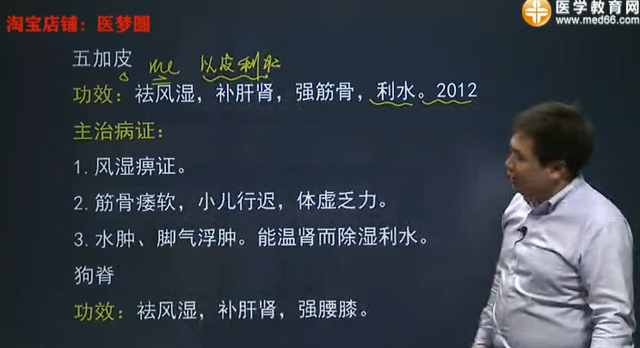 淘宝店铺：医梦圆
医学教育网
www.med66.com
五加皮 me 以皮利水
功效：祛风湿，补肝肾，强筋骨，利水。2012
主治病证：
1. 风湿痹证。
2. 筋骨痿软，小儿行迟，体虚乏力。
3. 水肿、脚气浮肿。能温肾而除湿利水。
狗脊
功效：祛风湿，补肝肾，强腰膝。